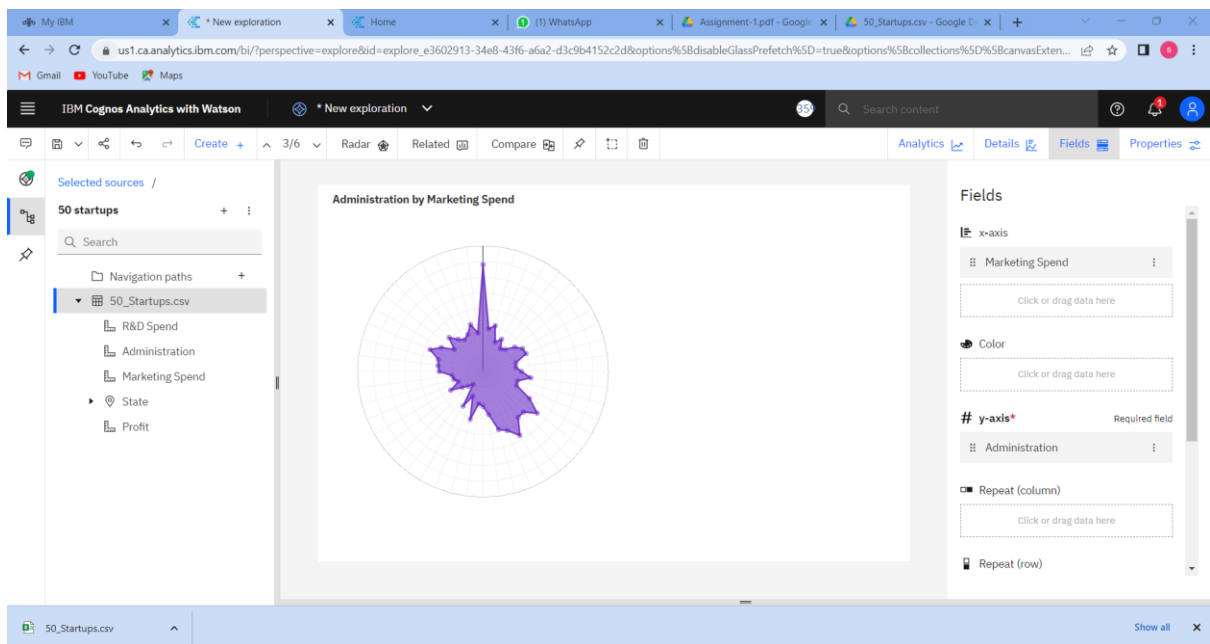 My IBM
* New exploration
Home
(1) WhatsApp
Assignment-1.pdf - Google
50_Startups.csv - Google D
us1.ca.analytics.ibm.com/bi/?perspective=explore&id=explore_e3602913-34e8-43f6-a6a2-d3c9b4152c2d&options%5BdisableGlassPrefetch%5D=true&options%5Bcollections%5D%5BcanvasExten...
Gmail YouTube Maps
IBM Cognos Analytics with Watson
* New exploration
Search content
1
Create + 3/6 Radar Related Compare
Analytics Details Fields Properties
Selected sources /
50 startups
Search
Navigation paths
50_Startups.csv
R&D Spend
Administration
Marketing Spend
State
Profit
Administration by Marketing Spend
Fields
x-axis
Marketing Spend
Click or drag data here
Color
Click or drag data here
# y-axis* Required field
Administration
Repeat (column)
Click or drag data here
Repeat (row)
50_Startups.csv
Show all